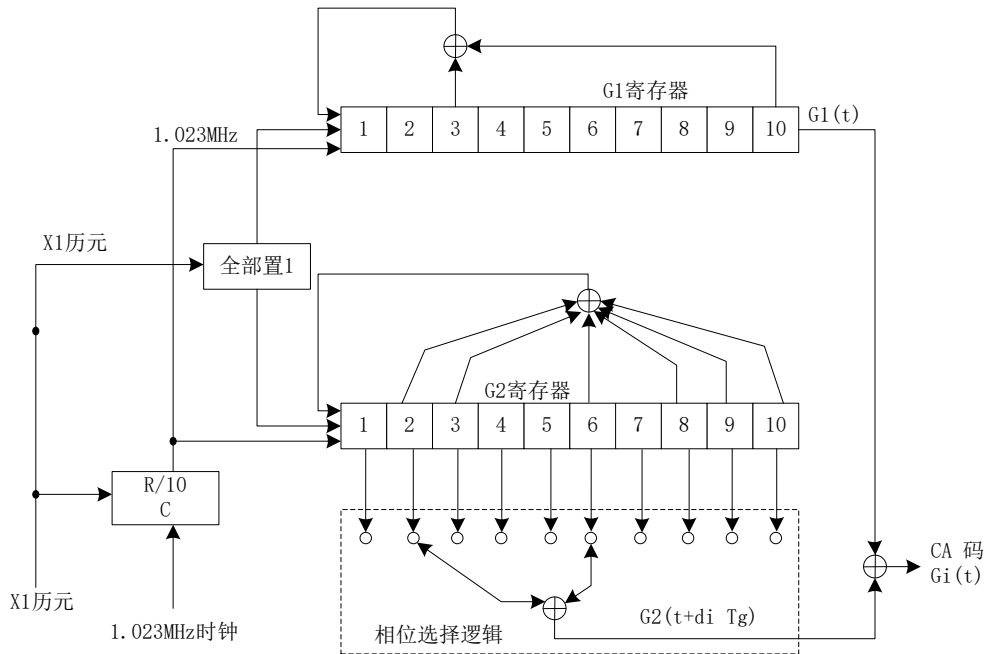 G1寄存器
1 2 3 4 5 6 7 8 9 10
G1(t)
1.023MHz
X1历元
全部置1
G2寄存器
1 2 3 4 5 6 7 8 9 10
R/10
C
CA 码
Gi(t)
X1历元
1.023MHz时钟
相位选择逻辑
G2(t+di Tg)